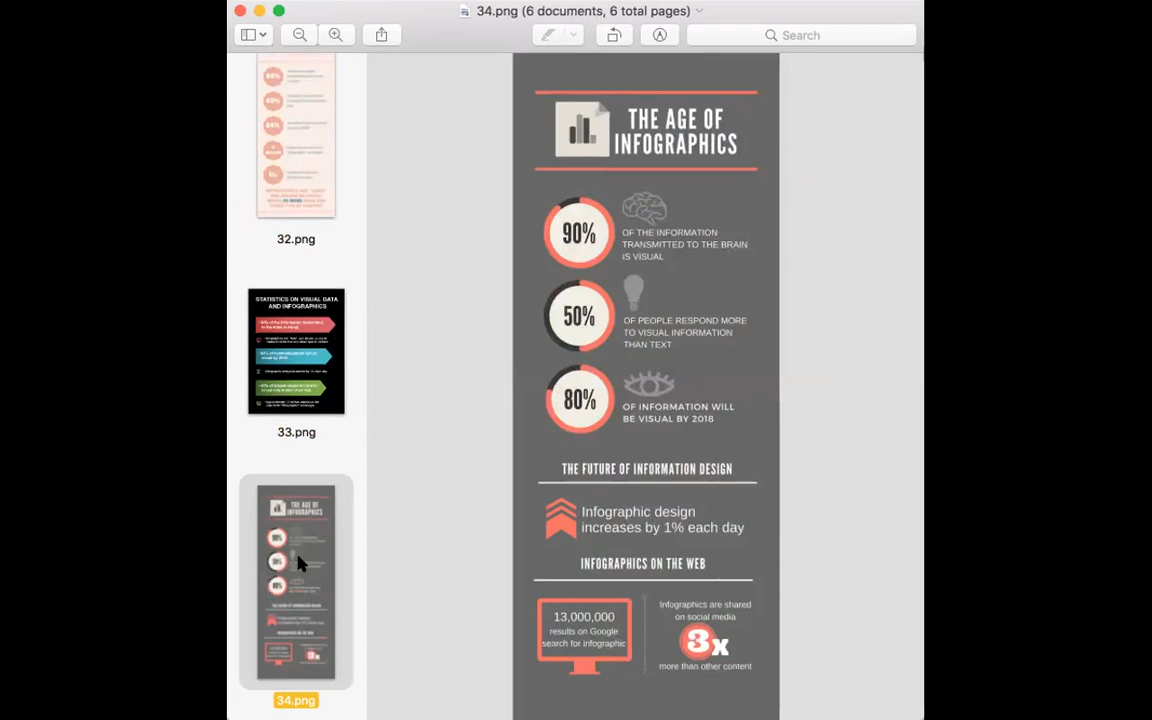 34.png (6 documents, 6 total pages)
Search
32.png
STATISTICS ON VISUAL DATA
AND INFOGRAPHICS
33.png
34.png
THE AGE OF
INFOGRAPHICS
90%
OF THE INFORMATION
TRANSMITTED TO THE BRAIN
IS VISUAL
50%
OF PEOPLE RESPOND MORE
TO VISUAL INFORMATION
THAN TEXT
80%
OF INFORMATION WILL
BE VISUAL BY 2018
THE FUTURE OF INFORMATION DESIGN
Infographic design
increases by 1% each day
INFOGRAPHICS ON THE WEB
13,000,000
results on Google
search for infographic
Infographics are shared
on social media
3x
more than other content